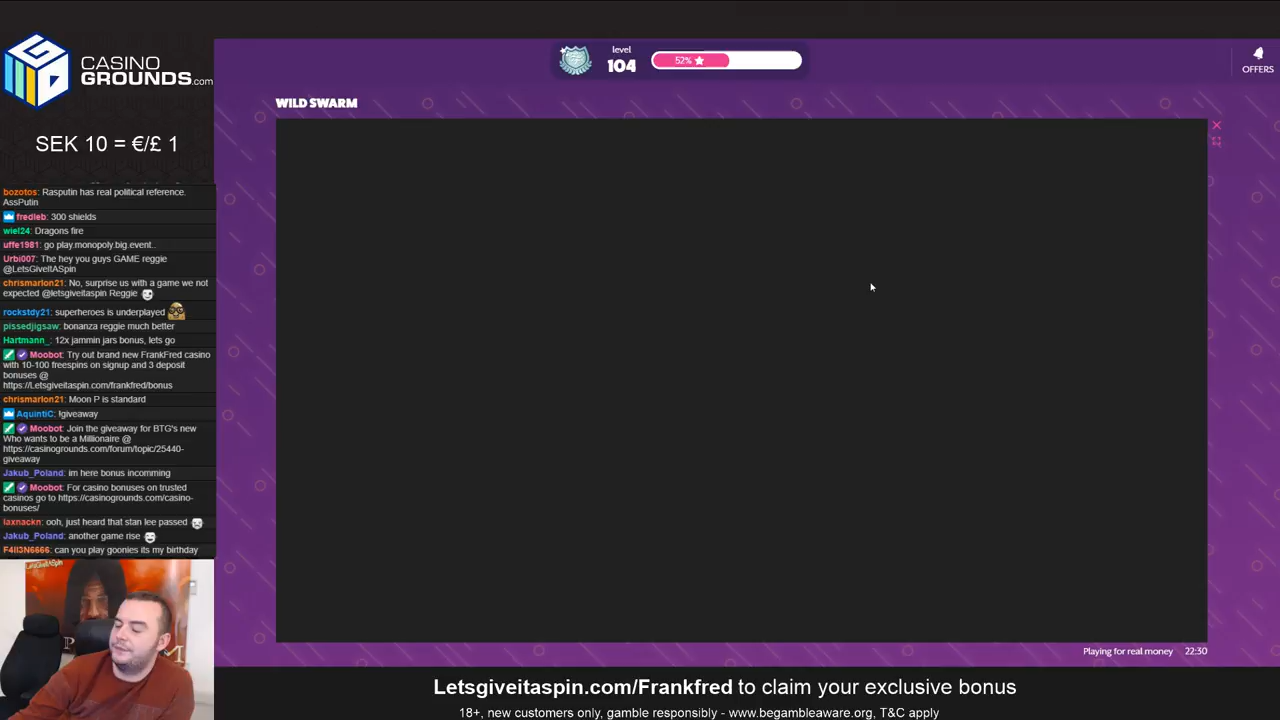 CASINO
GROUNDS.com
SEK 10 = €/£ 1
bozotos: Rasputin has real political reference.
AssPutin
fredleb: 300 shields
wiel24: Dragons fire
uffe1981: go play.monopoly.big.event..
Urbi007: The hey you guys GAME reggie
@LetsGiveItASpin
chrismarlon21: No, surprise us with a game we not
expected @letsgiveitaspin Reggie
rockstdy21: superheroes is underplayed
pissedjigsaw: bonanza reggie much better
Hartmann_: 12x jammin jars bonus, lets go
Moobot: Try out brand new FrankFred casino
with 10-100 freespins on signup and 3 deposit
bonuses @
https://Letsgiveitaspin.com/frankfred/bonus
chrismarlon21: Moon P is standard
AquintiC: !giveaway
Moobot: Join the giveaway for BTG's new
Who wants to be a Millionaire @
https://casinogrounds.com/forum/topic/25440-
giveaway
Jakub_Poland: im here bonus incomming
Moobot: For casino bonuses on trusted
casinos go to https://casinogrounds.com/casino-
bonuses/
laxnackn: ooh, just heard that stan lee passed
Jakub_Poland: another game rise
F4ll3N6666: can you play goonies its my birthday
level
104
52%
OFFERS
WILD SWARM
Playing for real money 22:30
Letsgiveitaspin.com/Frankfred to claim your exclusive bonus
18+, new customers only, gamble responsibly - www.begambleaware.org, T&C apply